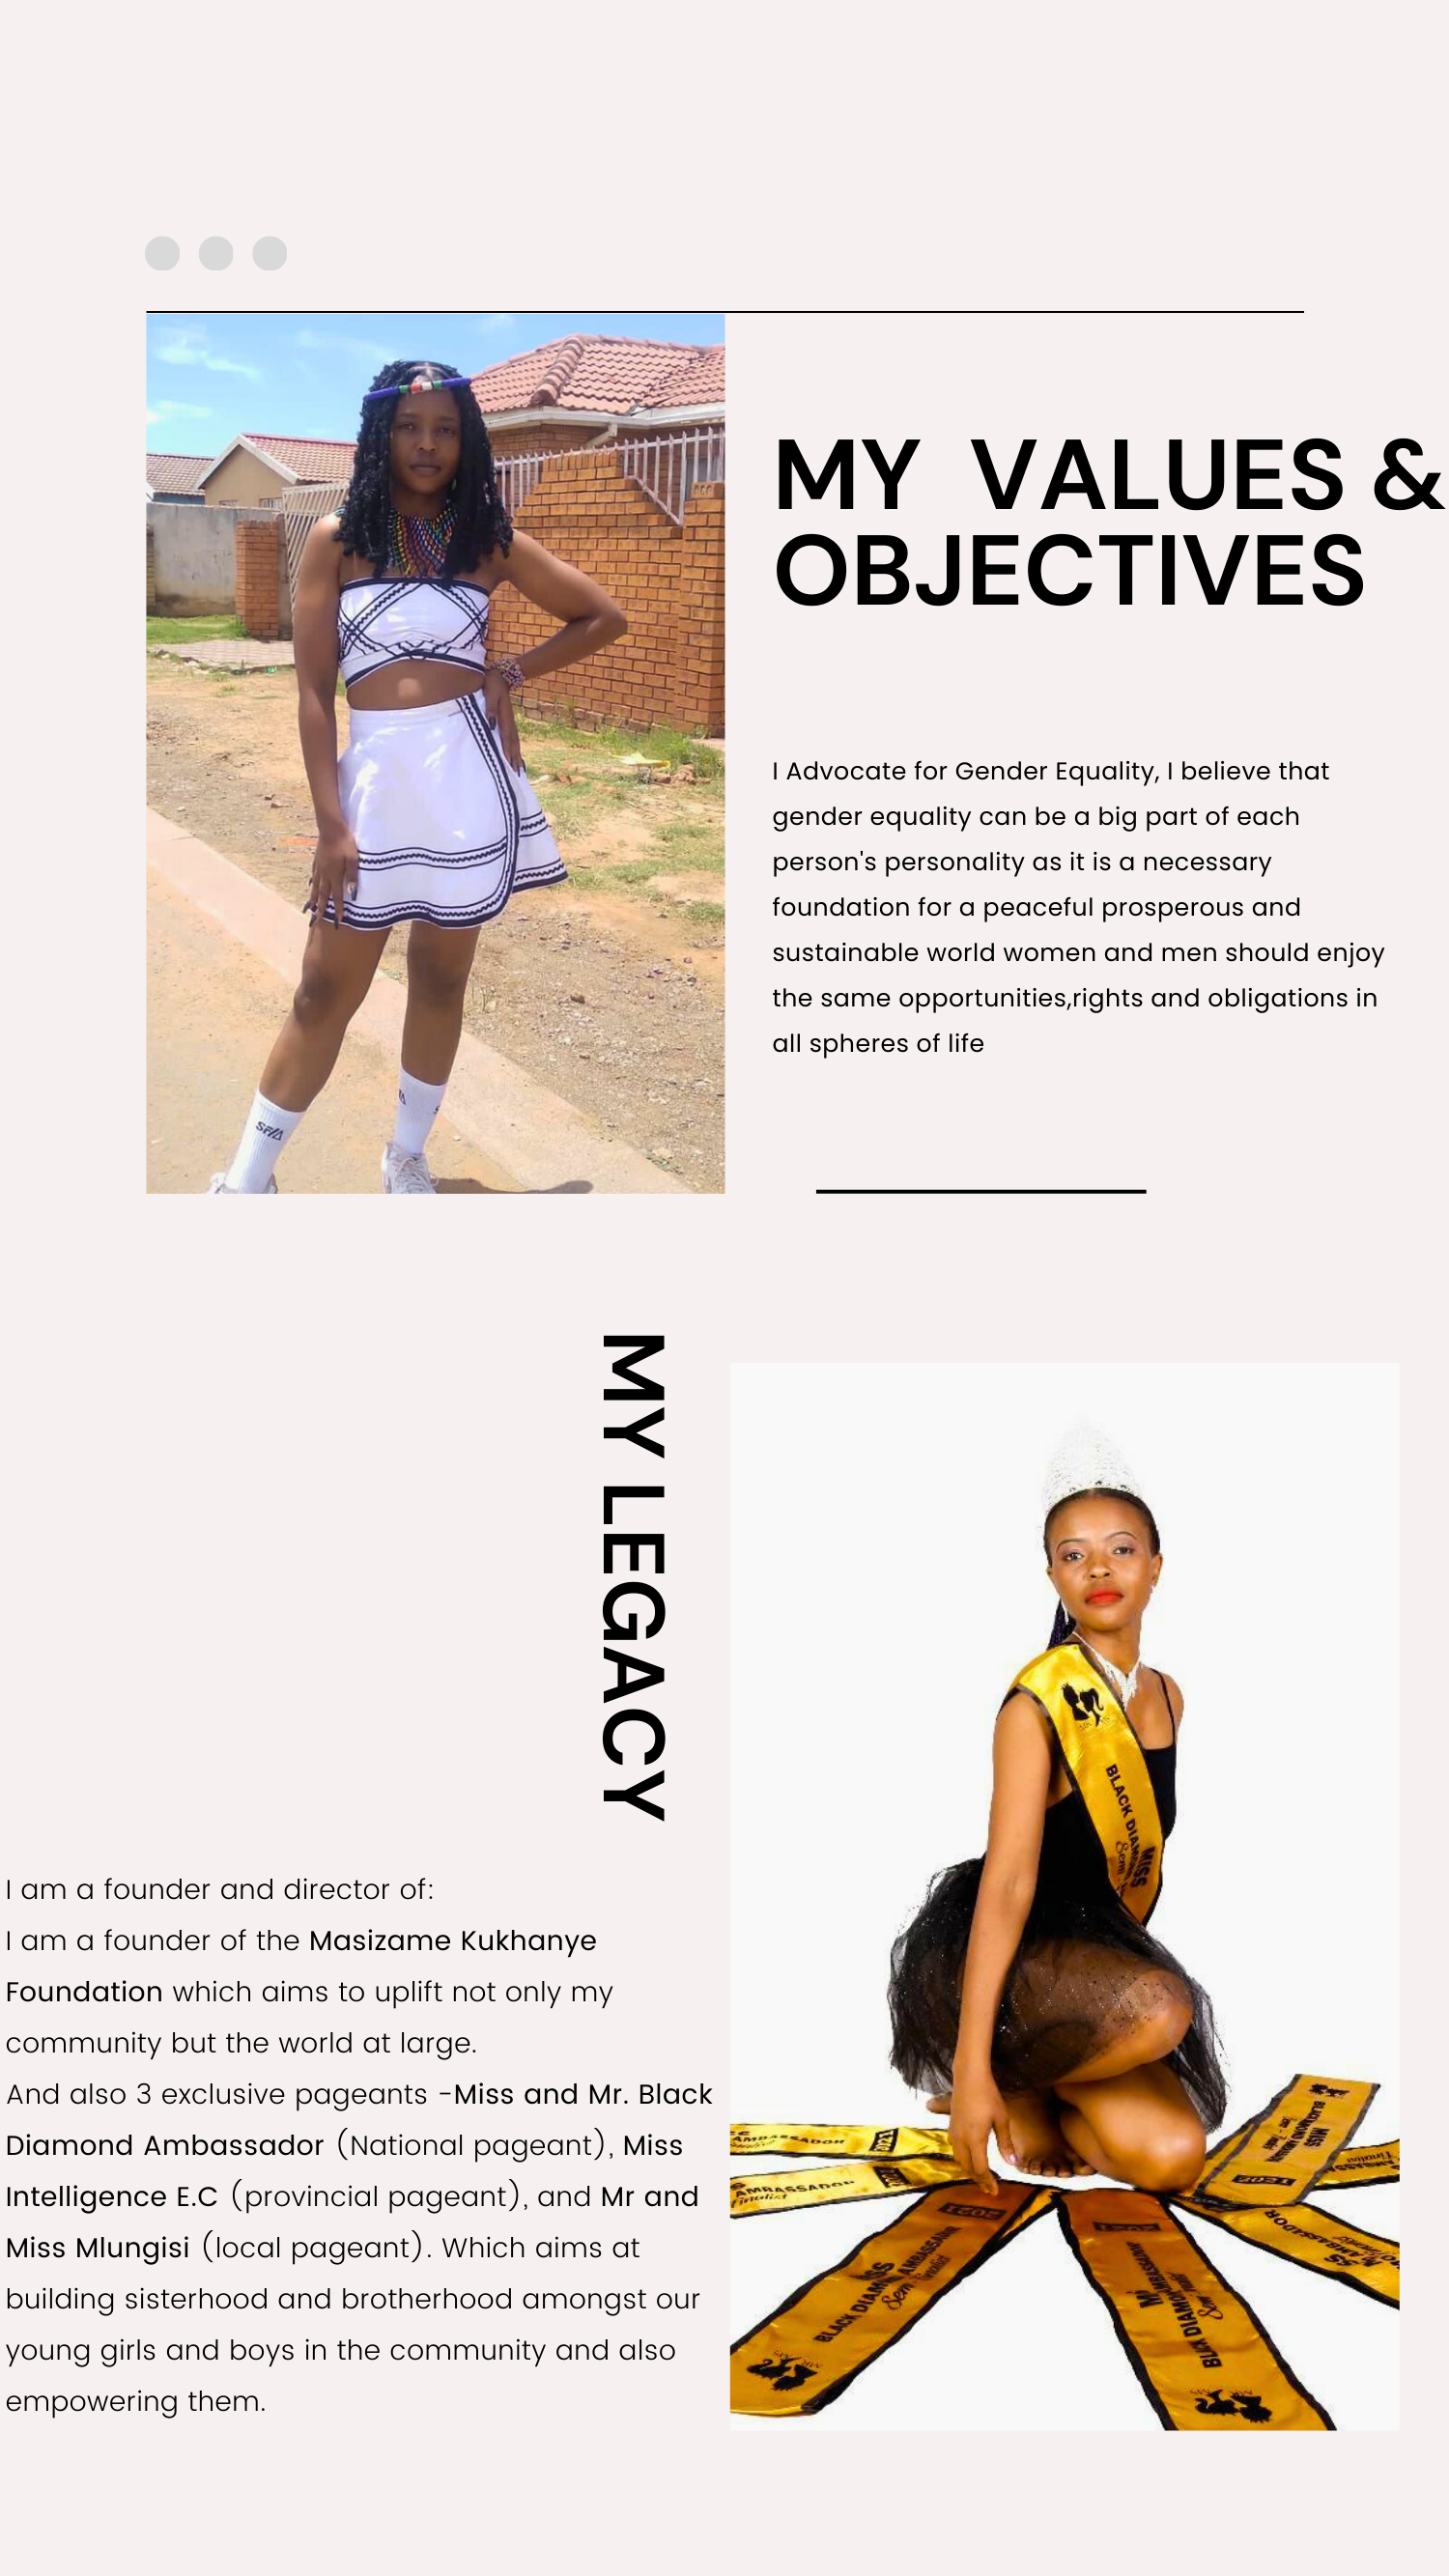 MY VALUES &
OBJECTIVES
I Advocate for Gender Equality, I believe that
gender equality can be a big part of each
person's personality as it is a necessary
foundation for a peaceful prosperous and
sustainable world women and men should enjoy
the same opportunities,rights and obligations in
all spheres of life
MY LEGACY
I am a founder and director of:
I am a founder of the Masizame Kukhanye
Foundation which aims to uplift not only my
community but the world at large.
And also 3 exclusive pageants -Miss and Mr. Black
Diamond Ambassador (National pageant), Miss
Intelligence E.C (provincial pageant), and Mr and
Miss Mlungisi (local pageant). Which aims at
building sisterhood and brotherhood amongst our
young girls and boys in the community and also
empowering them.
MISS
BLACK
AMBASSADOR
Finalist
2021
BLACK